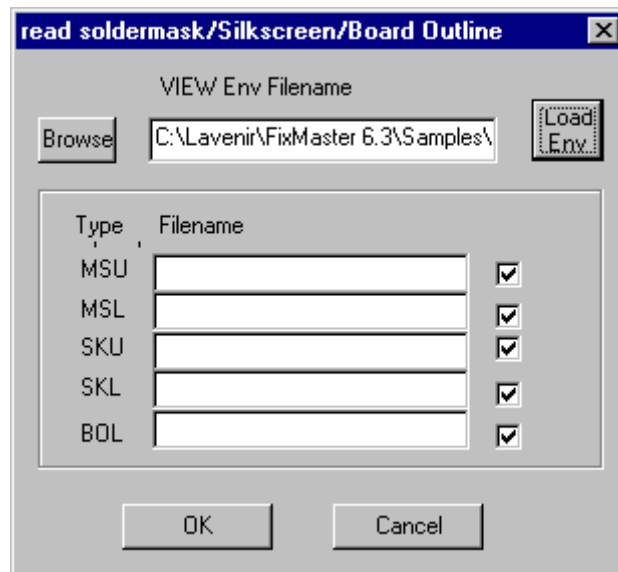 read soldermask/Silkscreen/Board Outline
VIEW Env Filename
Browse
C:\Lavenir\FixMaster 6.3\Samples\
Load
Env
Type Filename
MSU
MSL
SKU
SKL
BOL
OK Cancel